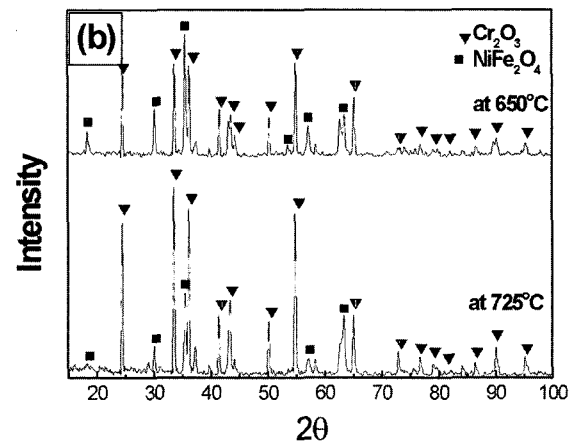 (b)
▼ Cr₂O₃
■ NiFe₂O₄
at 650°C
Intensity
at 725°C
20 30 40 50 60 70 80 90 100
2θ